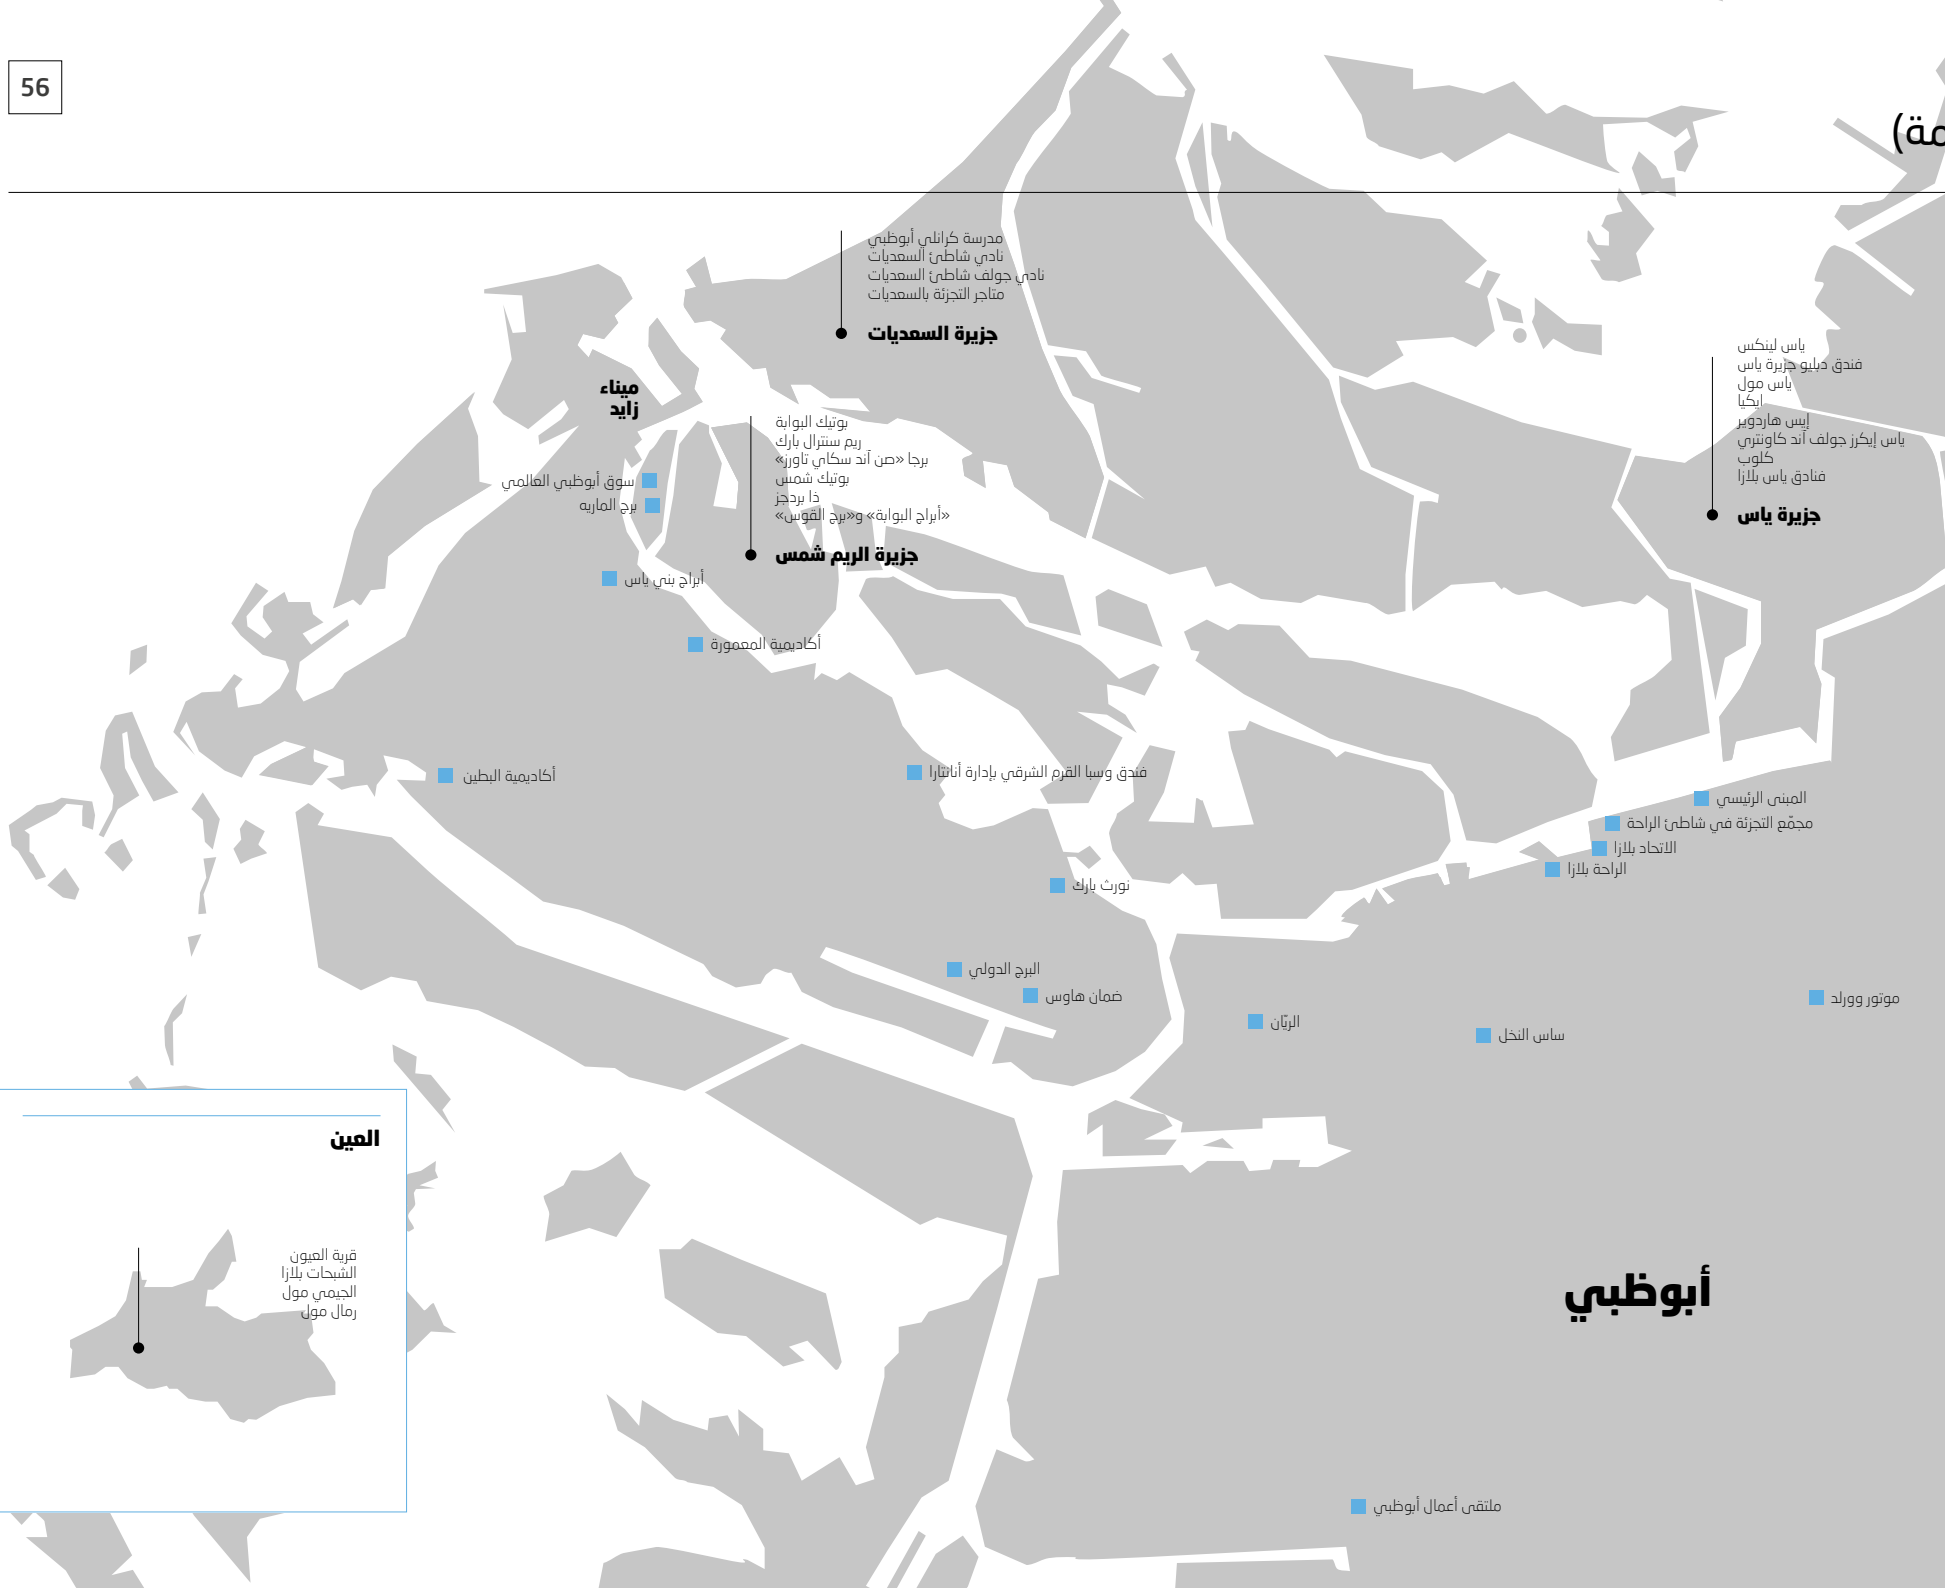 56
مدرسة كرانلي أبوظبي
نادي شاطئ السعديات
نادي جولف شاطئ السعديات
متاجر التجزئة بالسعديات
جزيرة السعديات
ميناء
زايد
ياس لينكس
فندق دبليو جزيرة ياس
ياس مول
ايكيا
إيس هاردوير
ياس إيكرز جولف آند كاونتري
كلوب
فنادق ياس بلازا
جزيرة ياس
بوتيك البوابة
ريم سنترال بارك
برجا «صن آند سكاي تاورز»
بوتيك شمس
ذا بردجز
«أبراج البوابة» و«برج القوس»
جزيرة الريم شمس
سوق أبوظبي العالمي
برج الماريه
أبراج بني ياس
أكاديمية المعمورة
أكاديمية البطين
فندق وسبا القرم الشرقي بإدارة أنانتارا
المبنى الرئيسي
مجمّع التجزئة في شاطئ الراحة
الاتحاد بلازا
الراحة بلازا
نورث بارك
البرج الدولي
ضمان هاوس
الريّان
ساس النخل
موتور وورلد
العين
قرية العيون
الشبحات بلازا
الجيمي مول
رمال مول
أبوظبي
ملتقى أعمال أبوظبي